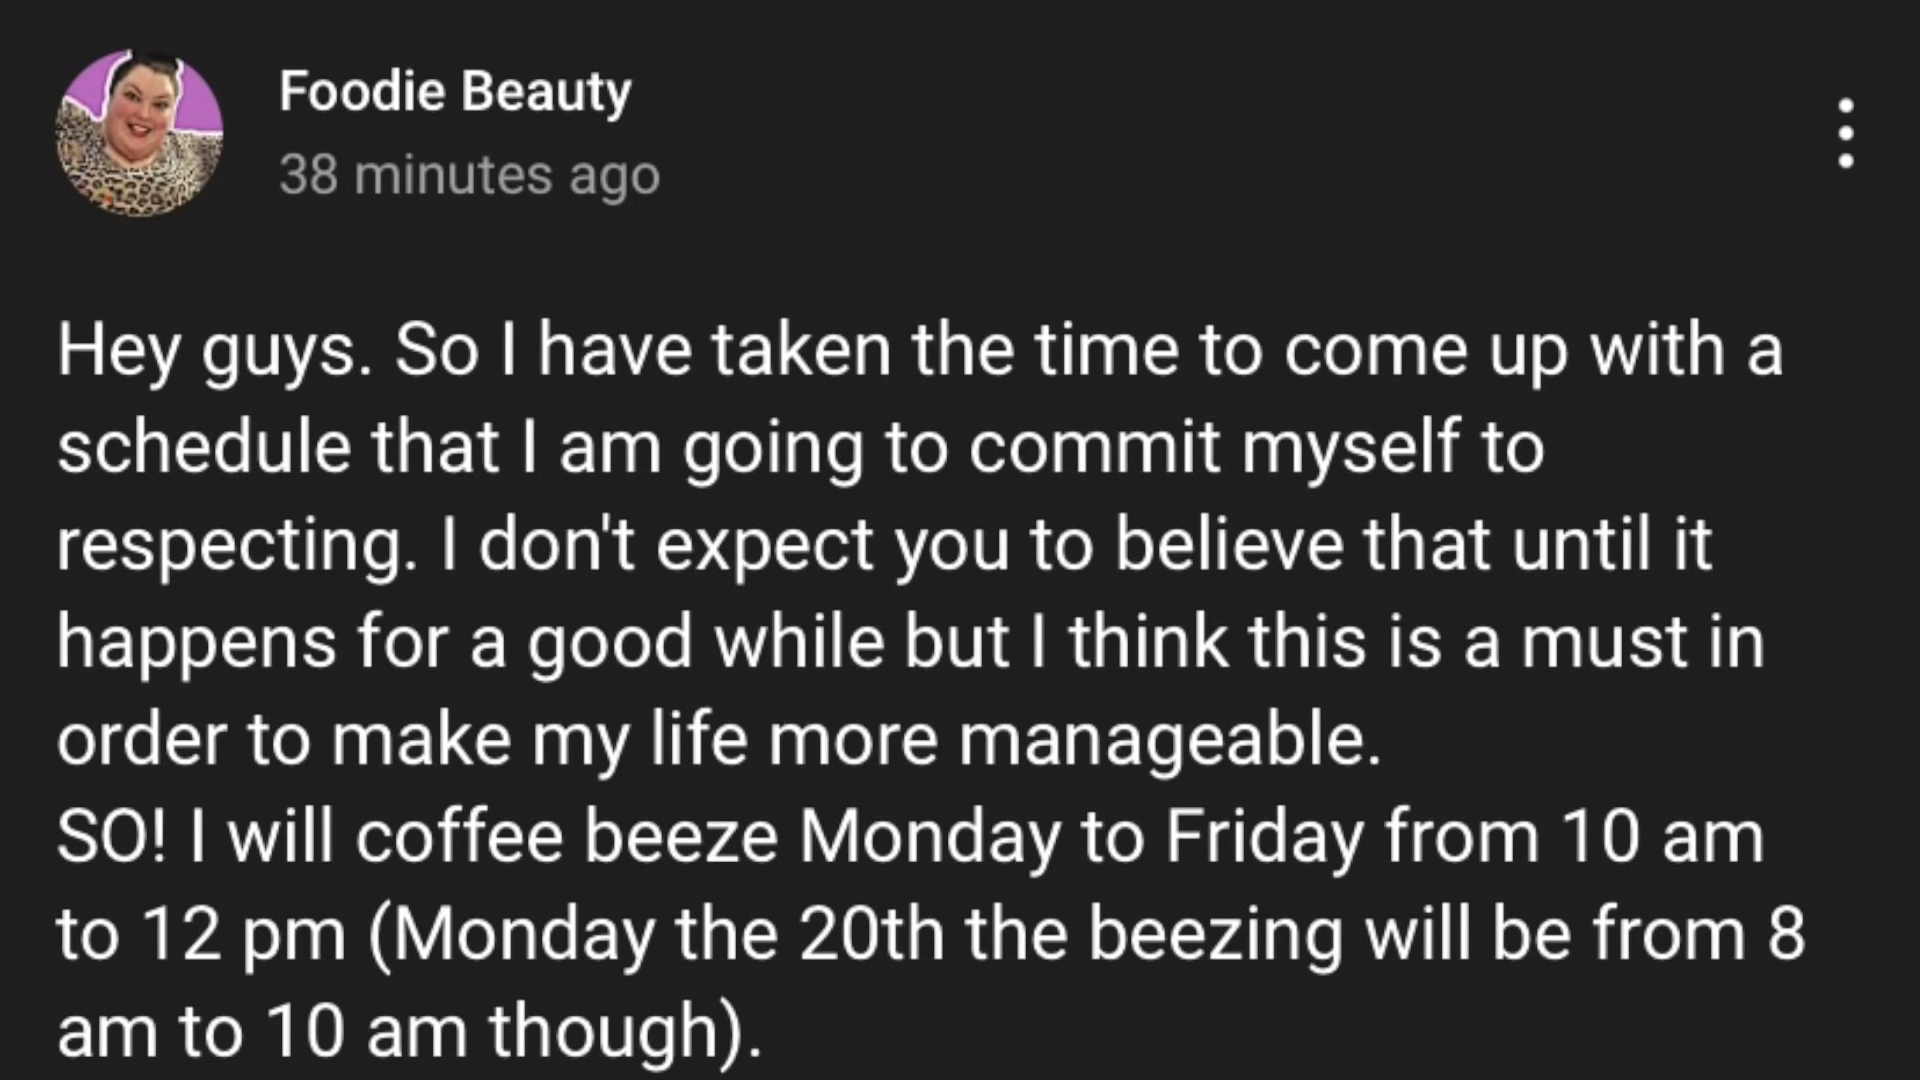 Foodie Beauty
38 minutes ago
Hey guys. So I have taken the time to come up with a
schedule that I am going to commit myself to
respecting. I don't expect you to believe that until it
happens for a good while but I think this is a must in
order to make my life more manageable.
SO! I will coffee beeze Monday to Friday from 10 am
to 12 pm (Monday the 20th the beezing will be from 8
am to 10 am though).